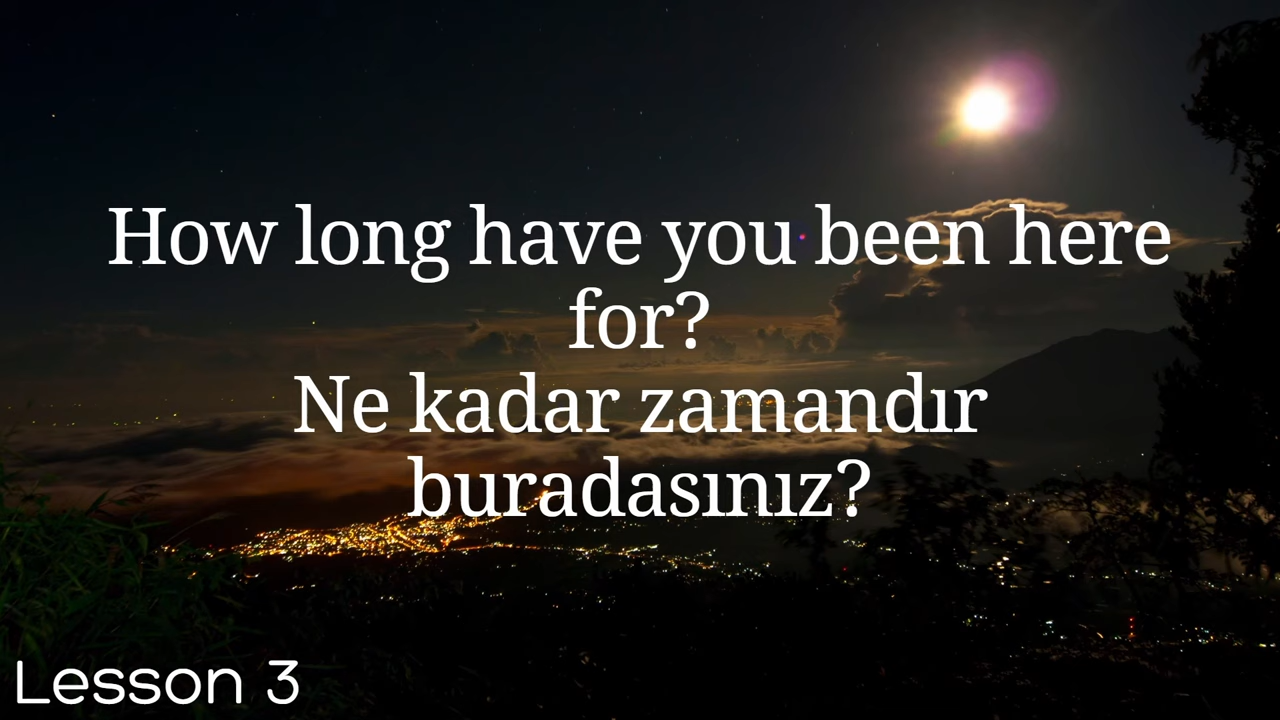 How long have you been here
for?
Ne kadar zamandır
buradasınız?
Lesson 3